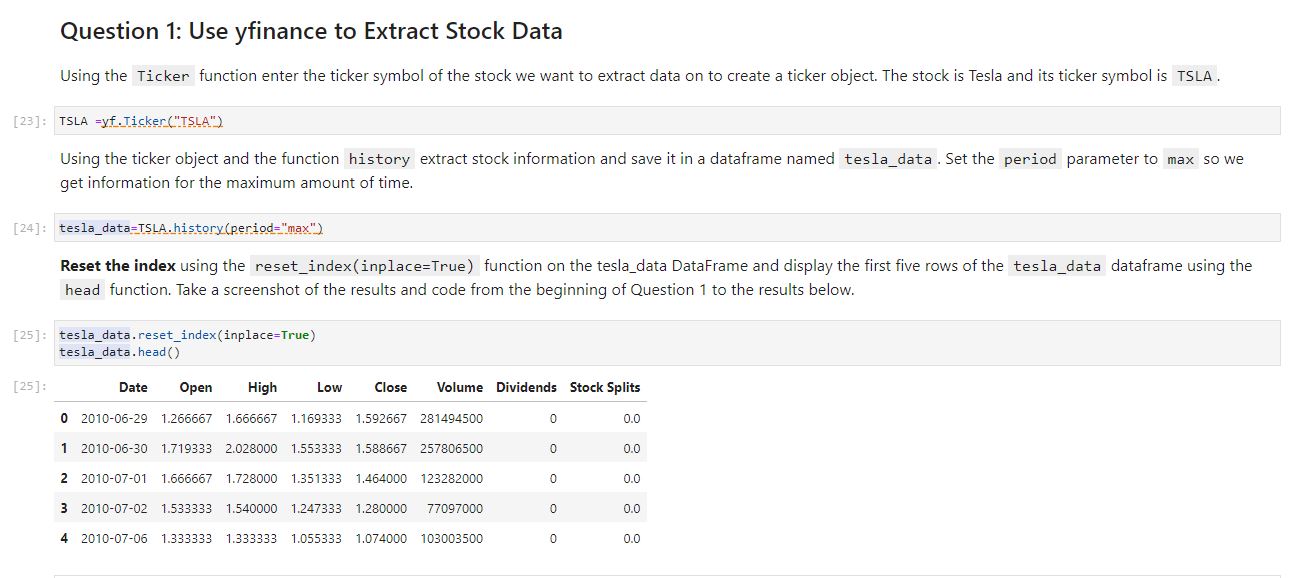 Question 1: Use yfinance to Extract Stock Data
Using the Ticker function enter the ticker symbol of the stock we want to extract data on to create a ticker object. The stock is Tesla and its ticker symbol is TSLA .
[23]: TSLA =yf.Ticker("TSLA")
Using the ticker object and the function history extract stock information and save it in a dataframe named tesla_data . Set the period parameter to max so we
get information for the maximum amount of time.
[24]: tesla_data=TSLA.history(period="max")
Reset the index using the reset_index(inplace=True) function on the tesla_data DataFrame and display the first five rows of the tesla_data dataframe using the
head function. Take a screenshot of the results and code from the beginning of Question 1 to the results below.
[25]: tesla_data.reset_index(inplace=True)
tesla_data.head()
[25]: Date Open High Low Close Volume Dividends Stock Splits
0 2010-06-29 1.266667 1.666667 1.169333 1.592667 281494500 0 0.0
1 2010-06-30 1.719333 2.028000 1.553333 1.588667 257806500 0 0.0
2 2010-07-01 1.666667 1.728000 1.351333 1.464000 123282000 0 0.0
3 2010-07-02 1.533333 1.540000 1.247333 1.280000 77097000 0 0.0
4 2010-07-06 1.333333 1.333333 1.055333 1.074000 103003500 0 0.0